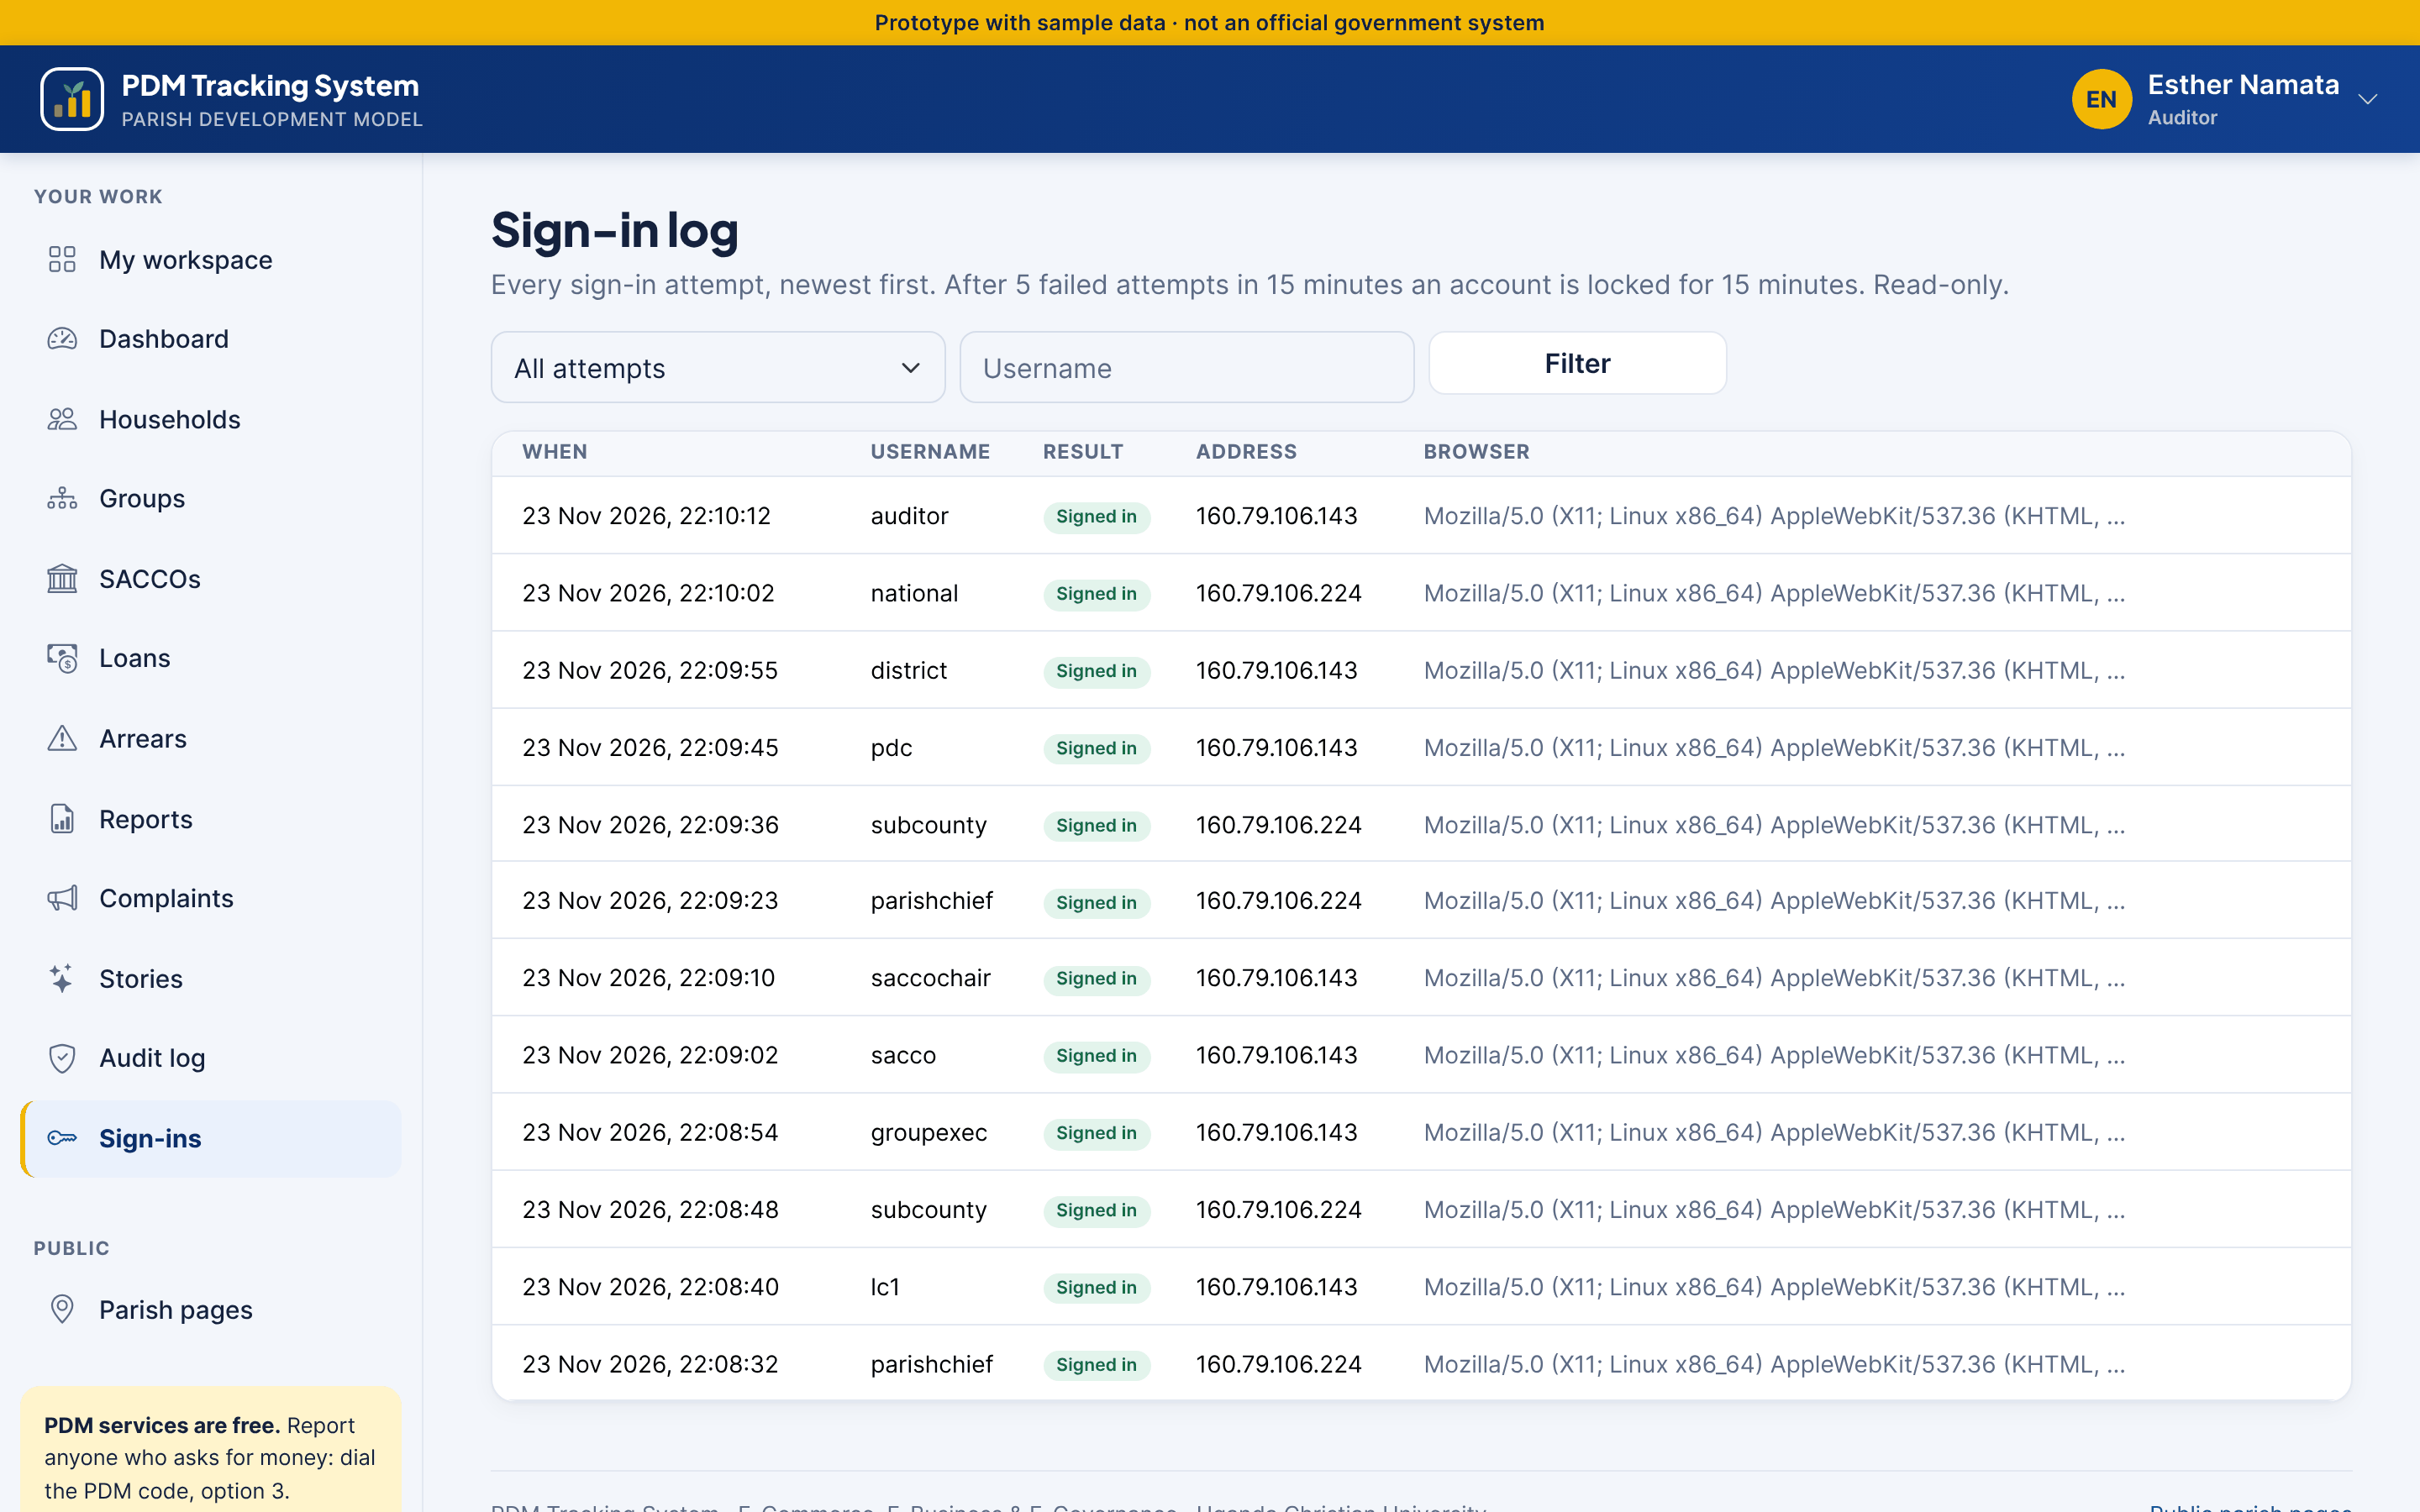 Prototype with sample data · not an official government system
PDM Tracking System
PARISH DEVELOPMENT MODEL
EN
Esther Namata
Auditor
YOUR WORK
My workspace
Dashboard
Households
Groups
SACCOs
Loans
Arrears
Reports
Complaints
Stories
Audit log
Sign-ins
PUBLIC
Parish pages
PDM services are free. Report
anyone who asks for money: dial
the PDM code, option 3.
Sign-in log
Every sign-in attempt, newest first. After 5 failed attempts in 15 minutes an account is locked for 15 minutes. Read-only.
All attempts Username Filter
WHEN USERNAME RESULT ADDRESS BROWSER
23 Nov 2026, 22:10:12 auditor Signed in 160.79.106.143 Mozilla/5.0 (X11; Linux x86_64) AppleWebKit/537.36 (KHTML, ...
23 Nov 2026, 22:10:02 national Signed in 160.79.106.224 Mozilla/5.0 (X11; Linux x86_64) AppleWebKit/537.36 (KHTML, ...
23 Nov 2026, 22:09:55 district Signed in 160.79.106.143 Mozilla/5.0 (X11; Linux x86_64) AppleWebKit/537.36 (KHTML, ...
23 Nov 2026, 22:09:45 pdc Signed in 160.79.106.143 Mozilla/5.0 (X11; Linux x86_64) AppleWebKit/537.36 (KHTML, ...
23 Nov 2026, 22:09:36 subcounty Signed in 160.79.106.224 Mozilla/5.0 (X11; Linux x86_64) AppleWebKit/537.36 (KHTML, ...
23 Nov 2026, 22:09:23 parishchief Signed in 160.79.106.224 Mozilla/5.0 (X11; Linux x86_64) AppleWebKit/537.36 (KHTML, ...
23 Nov 2026, 22:09:10 saccochair Signed in 160.79.106.143 Mozilla/5.0 (X11; Linux x86_64) AppleWebKit/537.36 (KHTML, ...
23 Nov 2026, 22:09:02 sacco Signed in 160.79.106.143 Mozilla/5.0 (X11; Linux x86_64) AppleWebKit/537.36 (KHTML, ...
23 Nov 2026, 22:08:54 groupexec Signed in 160.79.106.143 Mozilla/5.0 (X11; Linux x86_64) AppleWebKit/537.36 (KHTML, ...
23 Nov 2026, 22:08:48 subcounty Signed in 160.79.106.224 Mozilla/5.0 (X11; Linux x86_64) AppleWebKit/537.36 (KHTML, ...
23 Nov 2026, 22:08:40 lc1 Signed in 160.79.106.143 Mozilla/5.0 (X11; Linux x86_64) AppleWebKit/537.36 (KHTML, ...
23 Nov 2026, 22:08:32 parishchief Signed in 160.79.106.224 Mozilla/5.0 (X11; Linux x86_64) AppleWebKit/537.36 (KHTML, ...